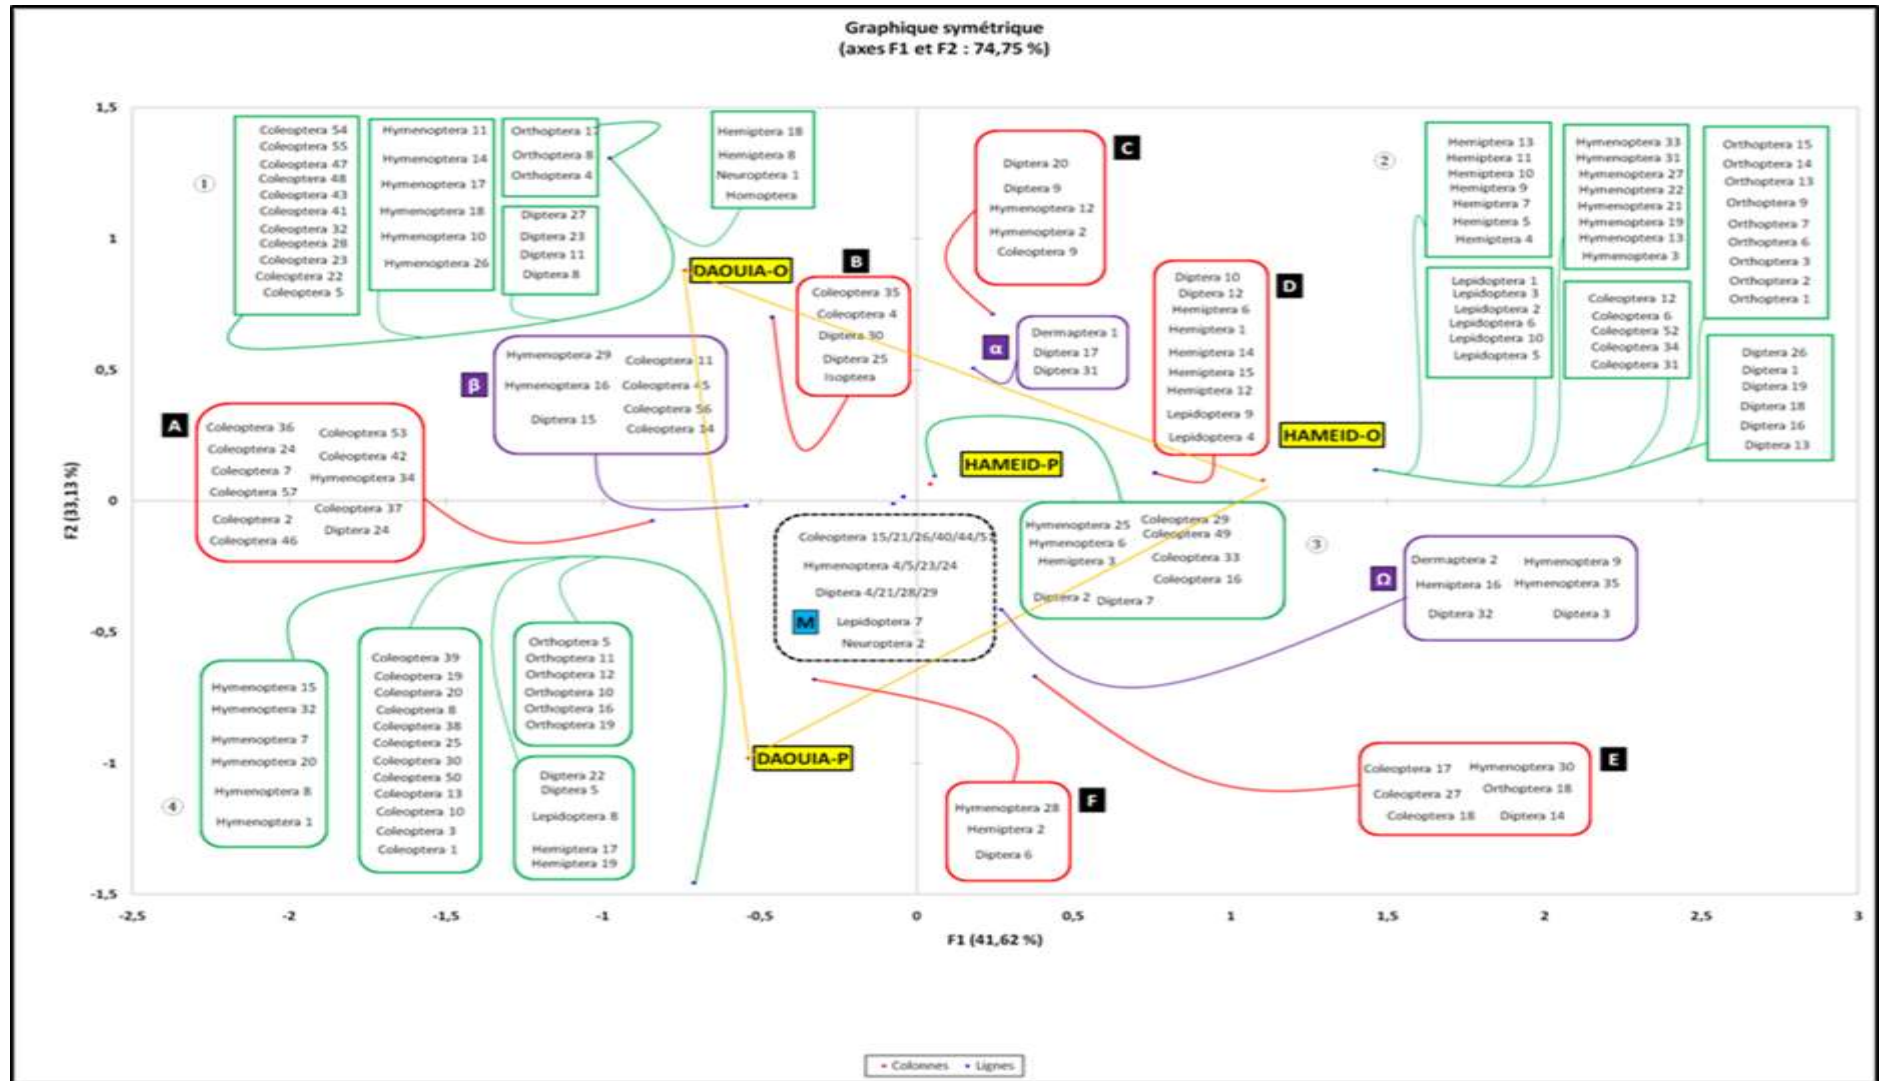 Graphique symétrique
(axes F1 et F2 : 74,75 %)
1,5
1
0,5
0
-0,5
-1
-1,5
F2 (33,13 %)
①
Coleoptera 54
Coleoptera 55
Coleoptera 47
Coleoptera 48
Coleoptera 43
Coleoptera 41
Coleoptera 32
Coleoptera 28
Coleoptera 23
Coleoptera 22
Coleoptera 5
Hymenoptera 11
Hymenoptera 14
Hymenoptera 17
Hymenoptera 18
Hymenoptera 10
Hymenoptera 26
Orthoptera 17
Orthoptera 8
Orthoptera 4
Diptera 27
Diptera 23
Diptera 11
Diptera 8
Hemiptera 18
Hemiptera 8
Neuroptera 1
Homoptera
C
Diptera 20
Diptera 9
Hymenoptera 12
Hymenoptera 2
Coleoptera 9
②
Hemiptera 13
Hemiptera 11
Hemiptera 10
Hemiptera 9
Hemiptera 7
Hemiptera 5
Hemiptera 4
Lepidoptera 1
Lepidoptera 3
Lepidoptera 2
Lepidoptera 6
Lepidoptera 10
Lepidoptera 5
Hymenoptera 33
Hymenoptera 31
Hymenoptera 27
Hymenoptera 22
Hymenoptera 21
Hymenoptera 19
Hymenoptera 13
Hymenoptera 3
Coleoptera 12
Coleoptera 6
Coleoptera 52
Coleoptera 34
Coleoptera 31
Orthoptera 15
Orthoptera 14
Orthoptera 13
Orthoptera 9
Orthoptera 7
Orthoptera 6
Orthoptera 3
Orthoptera 2
Orthoptera 1
Diptera 26
Diptera 1
Diptera 19
Diptera 18
Diptera 16
Diptera 13
DAOUIA-O
B
Coleoptera 35
Coleoptera 4
Diptera 30
Diptera 25
Isoptera
α
Dermaptera 1
Diptera 17
Diptera 31
D
Diptera 10
Diptera 12
Hemiptera 6
Hemiptera 1
Hemiptera 14
Hemiptera 15
Hemiptera 12
Lepidoptera 9
Lepidoptera 4
HAMEID-O
HAMEID-P
β
Hymenoptera 29
Hymenoptera 16
Diptera 15
Coleoptera 11
Coleoptera 45
Coleoptera 56
Coleoptera 14
A
Coleoptera 36
Coleoptera 24
Coleoptera 7
Coleoptera 57
Coleoptera 2
Coleoptera 46
Coleoptera 53
Coleoptera 42
Hymenoptera 34
Coleoptera 37
Diptera 24
Coleoptera 15/21/26/40/44/51
Hymenoptera 4/5/23/24
Diptera 4/21/28/29
M
Lepidoptera 7
Neuroptera 2
③
Hymenoptera 25
Hymenoptera 6
Hemiptera 3
Diptera 2
Coleoptera 29
Coleoptera 49
Coleoptera 33
Coleoptera 16
Diptera 7
Ω
Dermaptera 2
Hemiptera 16
Diptera 32
Hymenoptera 9
Hymenoptera 35
Diptera 3
④
Hymenoptera 15
Hymenoptera 32
Hymenoptera 7
Hymenoptera 20
Hymenoptera 8
Hymenoptera 1
Coleoptera 39
Coleoptera 19
Coleoptera 20
Coleoptera 8
Coleoptera 38
Coleoptera 25
Coleoptera 30
Coleoptera 50
Coleoptera 13
Coleoptera 10
Coleoptera 3
Coleoptera 1
Orthoptera 5
Orthoptera 11
Orthoptera 12
Orthoptera 10
Orthoptera 16
Orthoptera 19
Diptera 22
Diptera 5
Lepidoptera 8
Hemiptera 17
Hemiptera 19
DAOUIA-P
F
Hymenoptera 28
Hemiptera 2
Diptera 6
E
Coleoptera 17
Coleoptera 27
Coleoptera 18
Hymenoptera 30
Orthoptera 18
Diptera 14
-2,5 -2 -1,5 -1 -0,5 0 0,5 1 1,5 2 2,5 3
F1 (41,62 %)
Colonnes Lignes